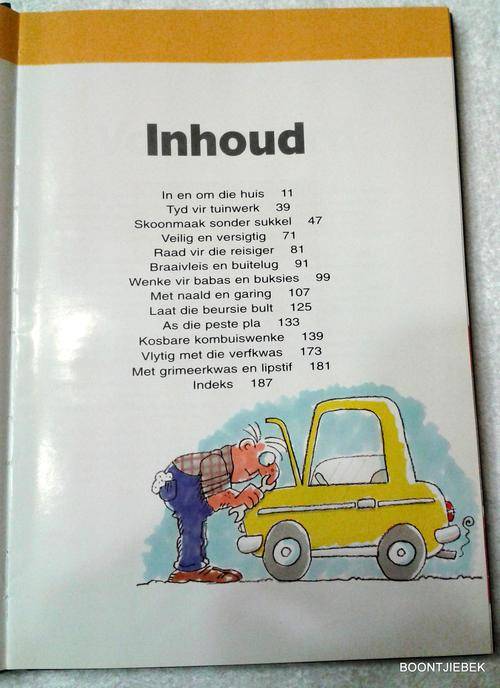 Inhoud
In en om die huis 11
Tyd vir tuinwerk 39
Skoonmaak sonder sukkel 47
Veilig en versigtig 71
Raad vir die reisiger 81
Braaivleis en buitelug 91
Wenke vir babas en buksies 99
Met naald en garing 107
Laat die beursie bult 125
As die peste pla 133
Kosbare kombuiswenke 139
Vlytig met die verfkwas 173
Met grimeerkwas en lipstif 181
Indeks 187
BOONTJIEBEK